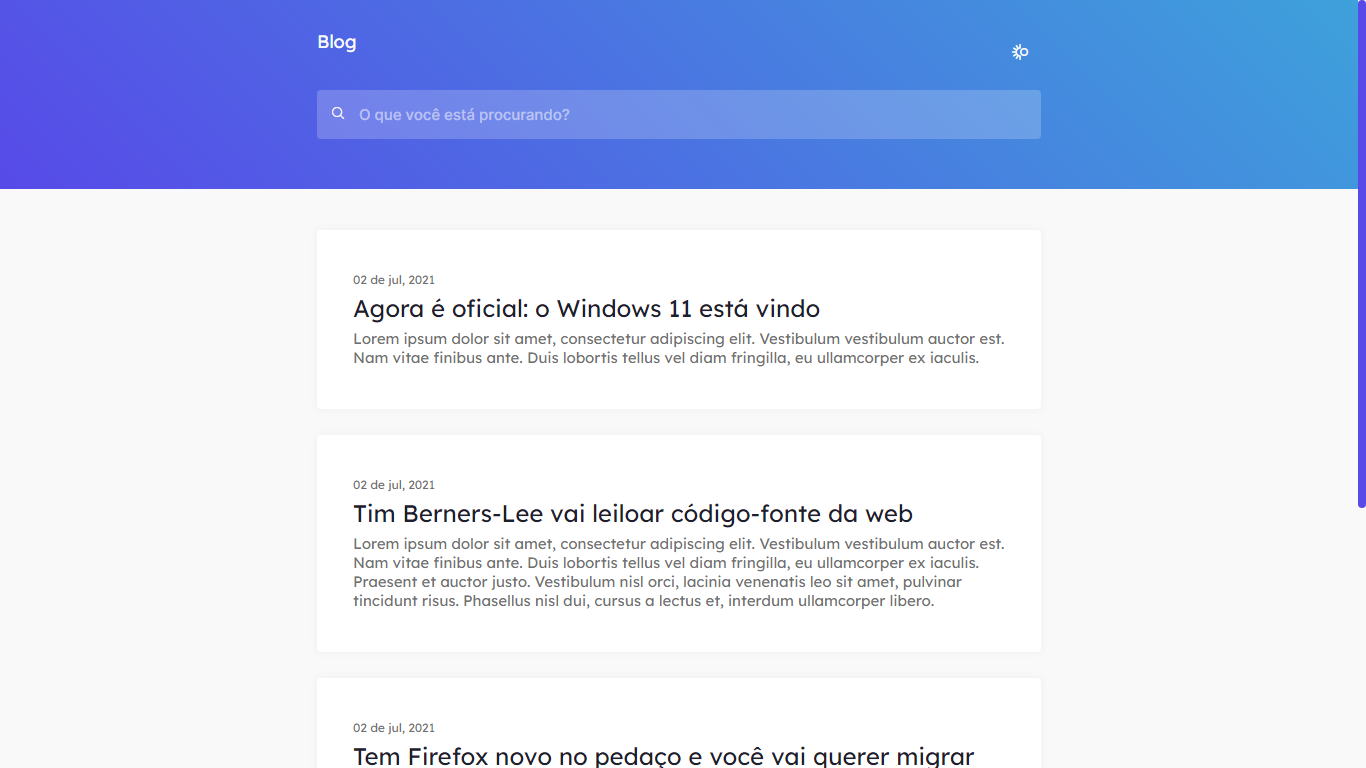 Blog
O que você está procurando?
02 de jul, 2021
Agora é oficial: o Windows 11 está vindo
Lorem ipsum dolor sit amet, consectetur adipiscing elit. Vestibulum vestibulum auctor est.
Nam vitae finibus ante. Duis lobortis tellus vel diam fringilla, eu ullamcorper ex iaculis.
02 de jul, 2021
Tim Berners-Lee vai leiloar código-fonte da web
Lorem ipsum dolor sit amet, consectetur adipiscing elit. Vestibulum vestibulum auctor est.
Nam vitae finibus ante. Duis lobortis tellus vel diam fringilla, eu ullamcorper ex iaculis.
Praesent et auctor justo. Vestibulum nisl orci, lacinia venenatis leo sit amet, pulvinar
tincidunt risus. Phasellus nisl dui, cursus a lectus et, interdum ullamcorper libero.
02 de jul, 2021
Tem Firefox novo no pedaço e você vai querer migrar